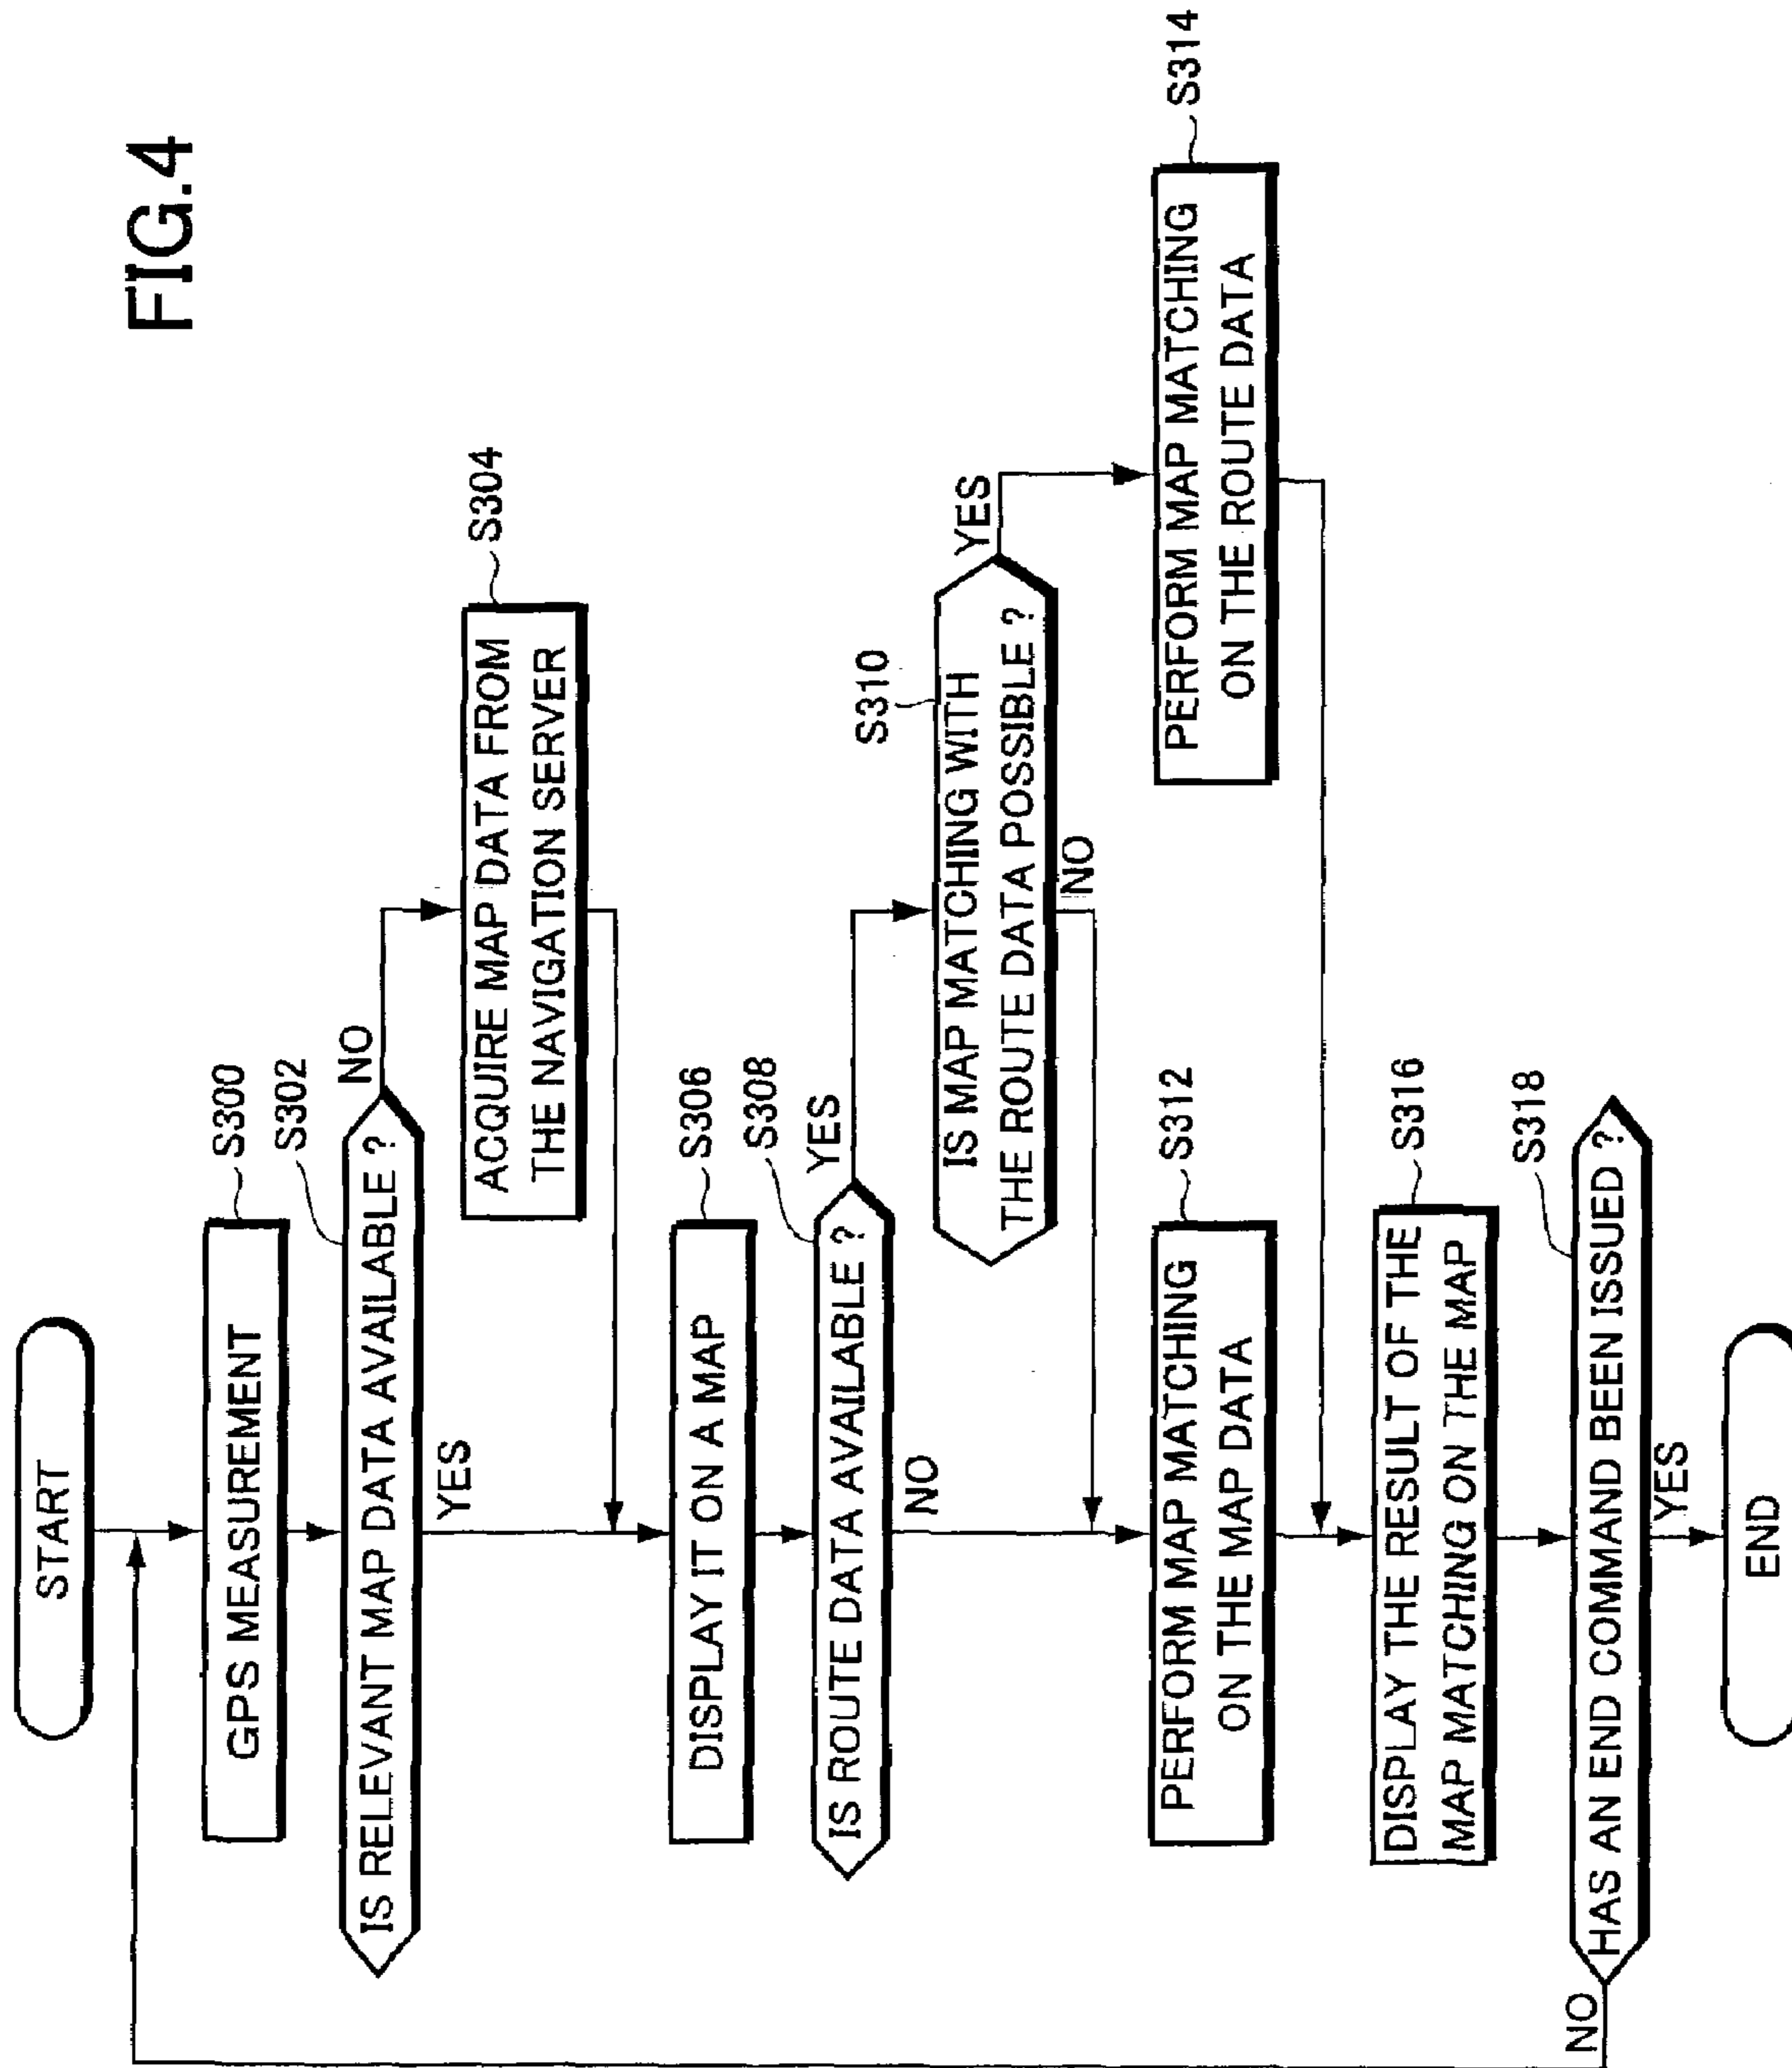 FIG.4
START
GPS MEASUREMENT
S300
IS RELEVANT MAP DATA AVAILABLE ?
S302
NO
YES
ACQUIRE MAP DATA FROM
THE NAVIGATION SERVER
S304
DISPLAY IT ON A MAP
S306
IS ROUTE DATA AVAILABLE ?
S308
YES
NO
IS MAP MATCHING WITH
THE ROUTE DATA POSSIBLE ?
S310
YES
NO
PERFORM MAP MATCHING
ON THE MAP DATA
S312
PERFORM MAP MATCHING
ON THE ROUTE DATA
S314
DISPLAY THE RESULT OF THE
MAP MATCHING ON THE MAP
S316
HAS AN END COMMAND BEEN ISSUED ?
S318
NO
YES
END